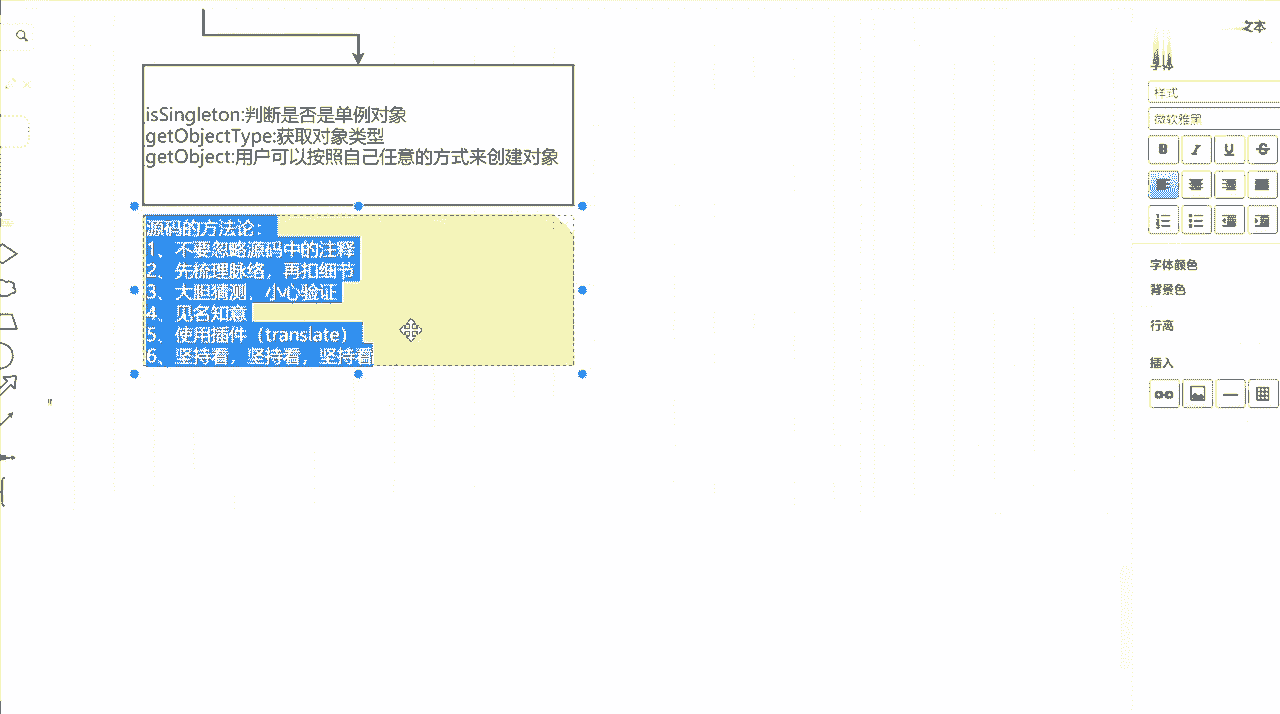 文本
字体
样式
微软雅黑
B I U S
isSingleton:判断是否是单例对象
getObjectType:获取对象类型
getObject:用户可以按照自己任意的方式来创建对象
源码的方法论：
1、不要忽略源码中的注释
2、先梳理脉络，再扣细节
3、大胆猜测，小心验证
4、见名知意
5、使用插件（translate）
6、坚持看，坚持看，坚持看
字体颜色
背景色
行高
插入